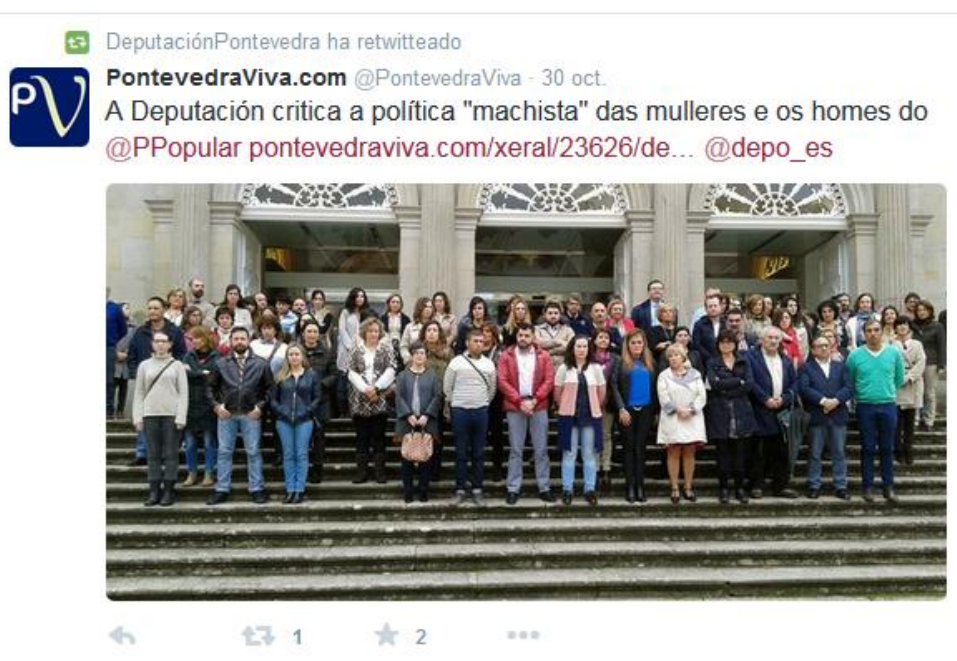 DeputaciónPontevedra ha retwitteado
PontevedraViva.com @PontevedraViva · 30 oct.
PV
A Deputación critica a política "machista" das mulleres e os homes do
@PPopular pontevedraviva.com/xeral/23626/de... @depo_es
1
2